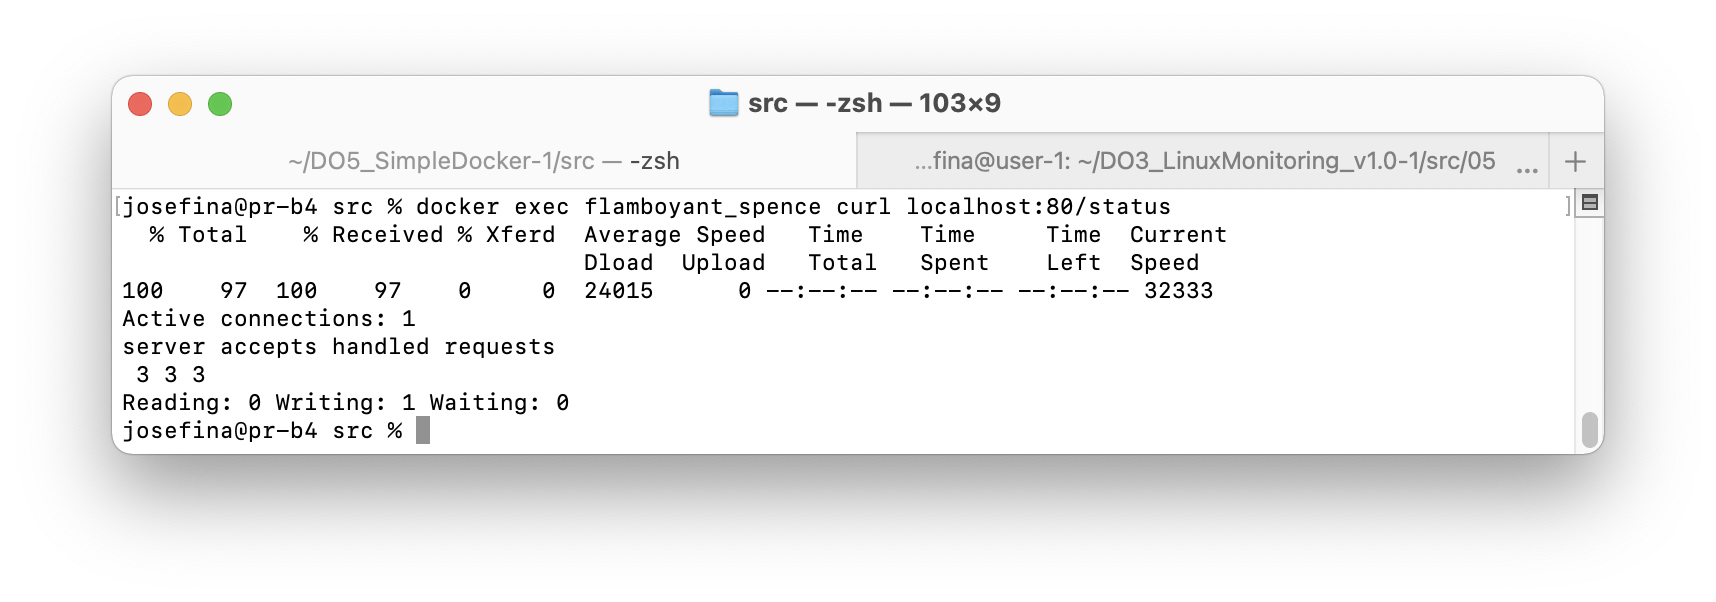 src — -zsh — 103×9
~/DO5_SimpleDocker-1/src — -zsh
...fina@user-1: ~/DO3_LinuxMonitoring_v1.0-1/src/05 ... +
[josefina@pr-b4 src % docker exec flamboyant_spence curl localhost:80/status ]
  % Total    % Received % Xferd  Average Speed   Time    Time     Time  Current
                                 Dload  Upload   Total   Spent    Left  Speed
100    97  100    97    0     0  24015      0 --:--:-- --:--:-- --:--:-- 32333
Active connections: 1
server accepts handled requests
 3 3 3
Reading: 0 Writing: 1 Waiting: 0
josefina@pr-b4 src %